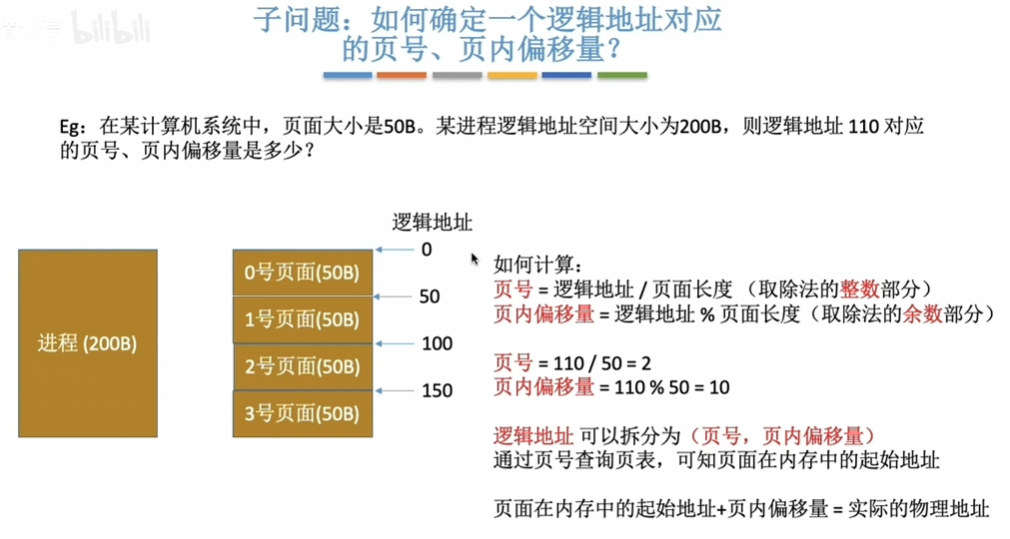 bilibili
子问题：如何确定一个逻辑地址对应
的页号、页内偏移量？
Eg：在某计算机系统中，页面大小是50B。某进程逻辑地址空间大小为200B，则逻辑地址 110 对应
的页号、页内偏移量是多少？
逻辑地址
进程 (200B)
0号页面(50B)
1号页面(50B)
2号页面(50B)
3号页面(50B)
0
50
100
150
如何计算：
页号 = 逻辑地址 / 页面长度 （取除法的整数部分）
页内偏移量 = 逻辑地址 % 页面长度（取除法的余数部分）
页号 = 110 / 50 = 2
页内偏移量 = 110 % 50 = 10
逻辑地址 可以拆分为（页号，页内偏移量）
通过页号查询页表，可知页面在内存中的起始地址
页面在内存中的起始地址+页内偏移量 = 实际的物理地址